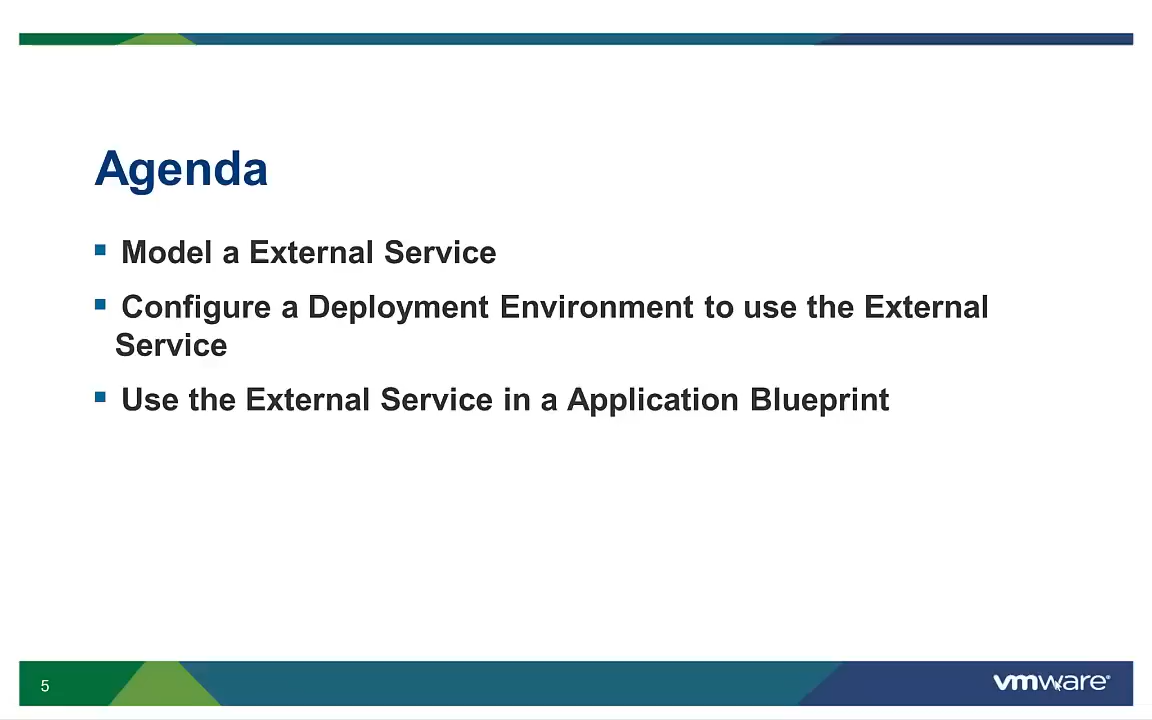 Agenda
Model a External Service
Configure a Deployment Environment to use the External
Service
Use the External Service in a Application Blueprint
5
vmware®